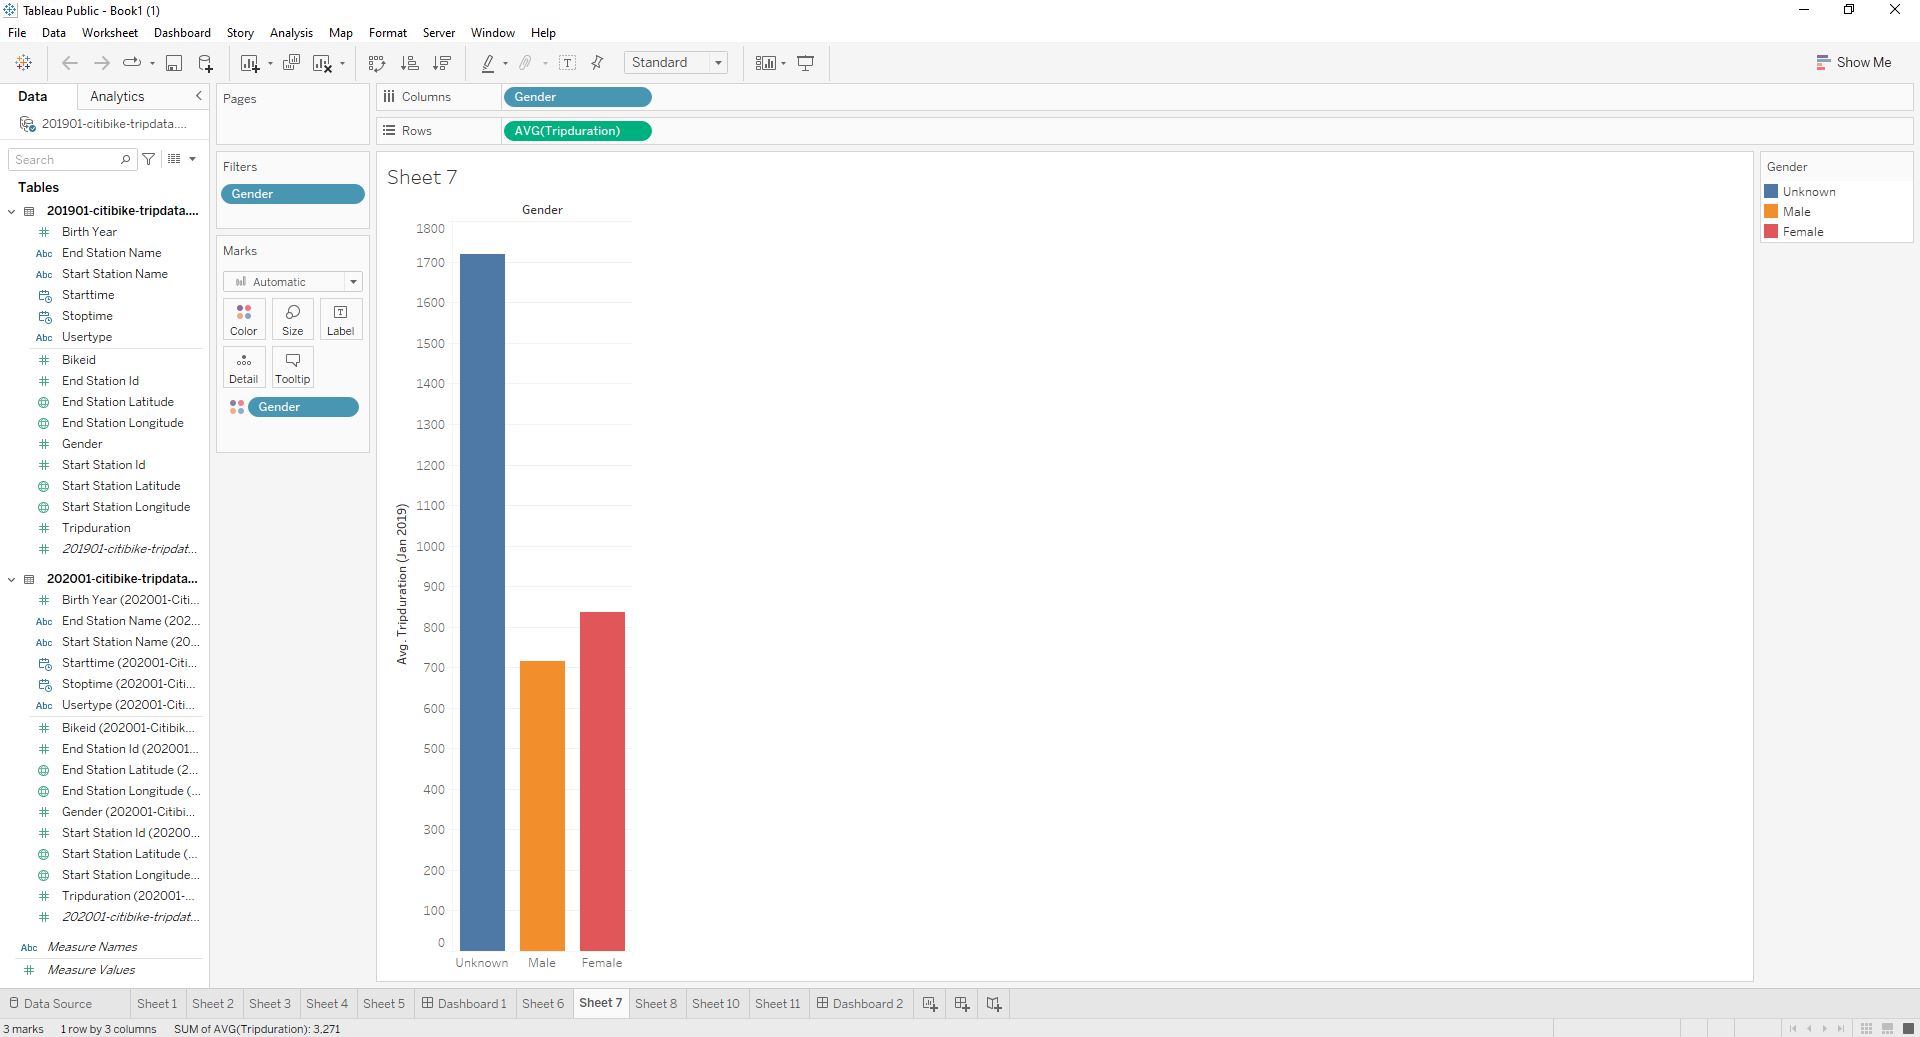 Tableau Public - Book1 (1)
File Data Worksheet Dashboard Story Analysis Map Format Server Window Help
Standard
Show Me
Data Analytics
201901-citibike-tripdata....
Search
Tables
201901-citibike-tripdata....
Birth Year
Abc End Station Name
Abc Start Station Name
Starttime
Stoptime
Abc Usertype
Bikeid
End Station Id
End Station Latitude
End Station Longitude
Gender
Start Station Id
Start Station Latitude
Start Station Longitude
Tripduration
201901-citibike-tripdat...
202001-citibike-tripdata...
Birth Year (202001-Citi...
Abc End Station Name (202...
Abc Start Station Name (20...
Starttime (202001-Citi...
Stoptime (202001-Citi...
Abc Usertype (202001-Citi...
Bikeid (202001-Citibik...
End Station Id (202001...
End Station Latitude (2...
End Station Longitude (...
Gender (202001-Citibi...
Start Station Id (20200...
Start Station Latitude (...
Start Station Longitude...
Tripduration (202001-...
202001-citibike-tripdat...
Abc Measure Names
Measure Values
Pages
Filters
Gender
Marks
Automatic
Color Size Label
Detail Tooltip
Gender
Columns Gender
Rows AVG(Tripduration)
Sheet 7
Gender
1800
1700
1600
1500
1400
1300
1200
1100
1000
900
800
700
600
500
400
300
200
100
0
Avg. Tripduration (Jan 2019)
Unknown Male Female
Gender
Unknown
Male
Female
Data Source Sheet 1 Sheet 2 Sheet 3 Sheet 4 Sheet 5 Dashboard 1 Sheet 6 Sheet 7 Sheet 8 Sheet 10 Sheet 11 Dashboard 2
3 marks 1 row by 3 columns SUM of AVG(Tripduration): 3,271